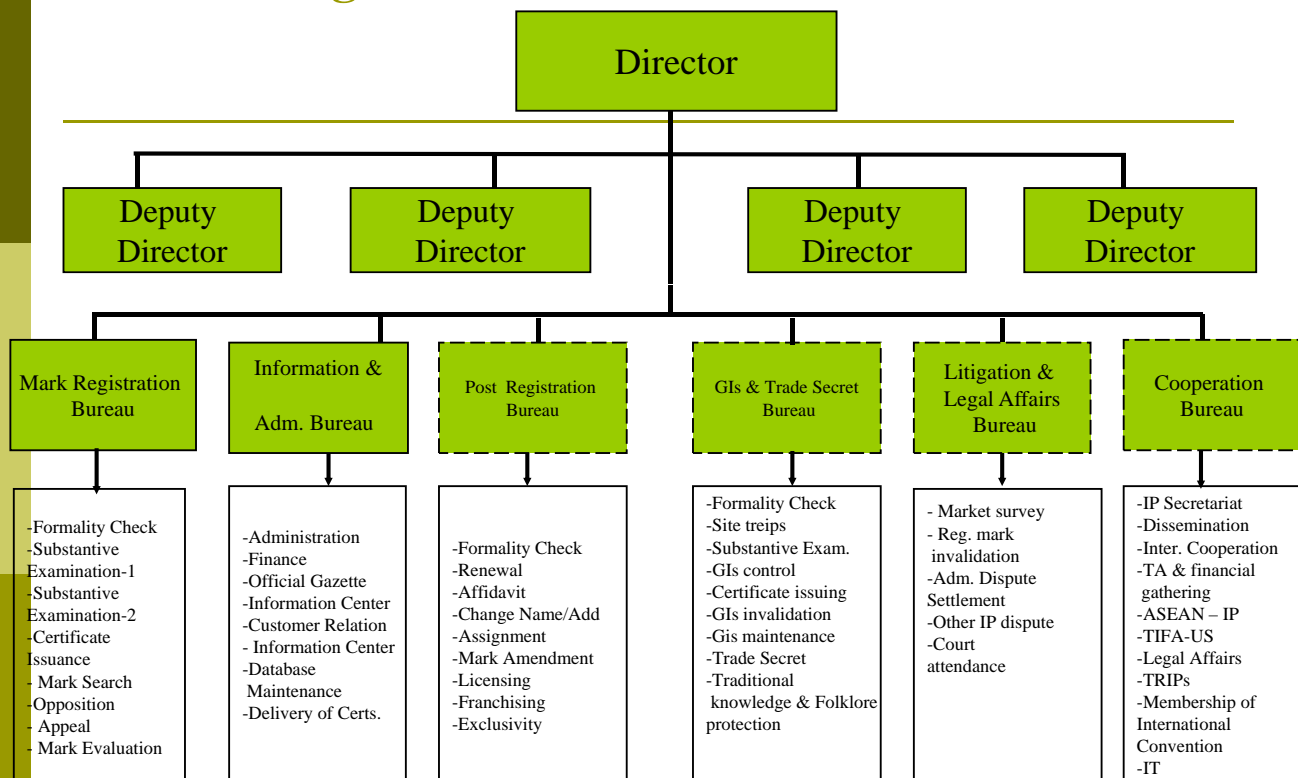 Director
Deputy
Director
Deputy
Director
Deputy
Director
Deputy
Director
Mark Registration
Bureau
Information &
Adm. Bureau
Post Registration
Bureau
GIs & Trade Secret
Bureau
Litigation &
Legal Affairs
Bureau
Cooperation
Bureau
-Formality Check
-Substantive
Examination-1
-Substantive
Examination-2
-Certificate
Issuance
- Mark Search
-Opposition
- Appeal
- Mark Evaluation
-Administration
-Finance
-Official Gazette
-Information Center
-Customer Relation
- Information Center
-Database
Maintenance
-Delivery of Certs.
-Formality Check
-Renewal
-Affidavit
-Change Name/Add
-Assignment
-Mark Amendment
-Licensing
-Franchising
-Exclusivity
-Formality Check
-Site treips
-Substantive Exam.
-GIs control
-Certificate issuing
-GIs invalidation
-Gis maintenance
-Trade Secret
-Traditional
knowledge & Folklore
protection
- Market survey
- Reg. mark
invalidation
-Adm. Dispute
Settlement
-Other IP dispute
-Court
attendance
-IP Secretariat
-Dissemination
-Inter. Cooperation
-TA & financial
gathering
-ASEAN – IP
-TIFA-US
-Legal Affairs
-TRIPs
-Membership of
International
Convention
-IT